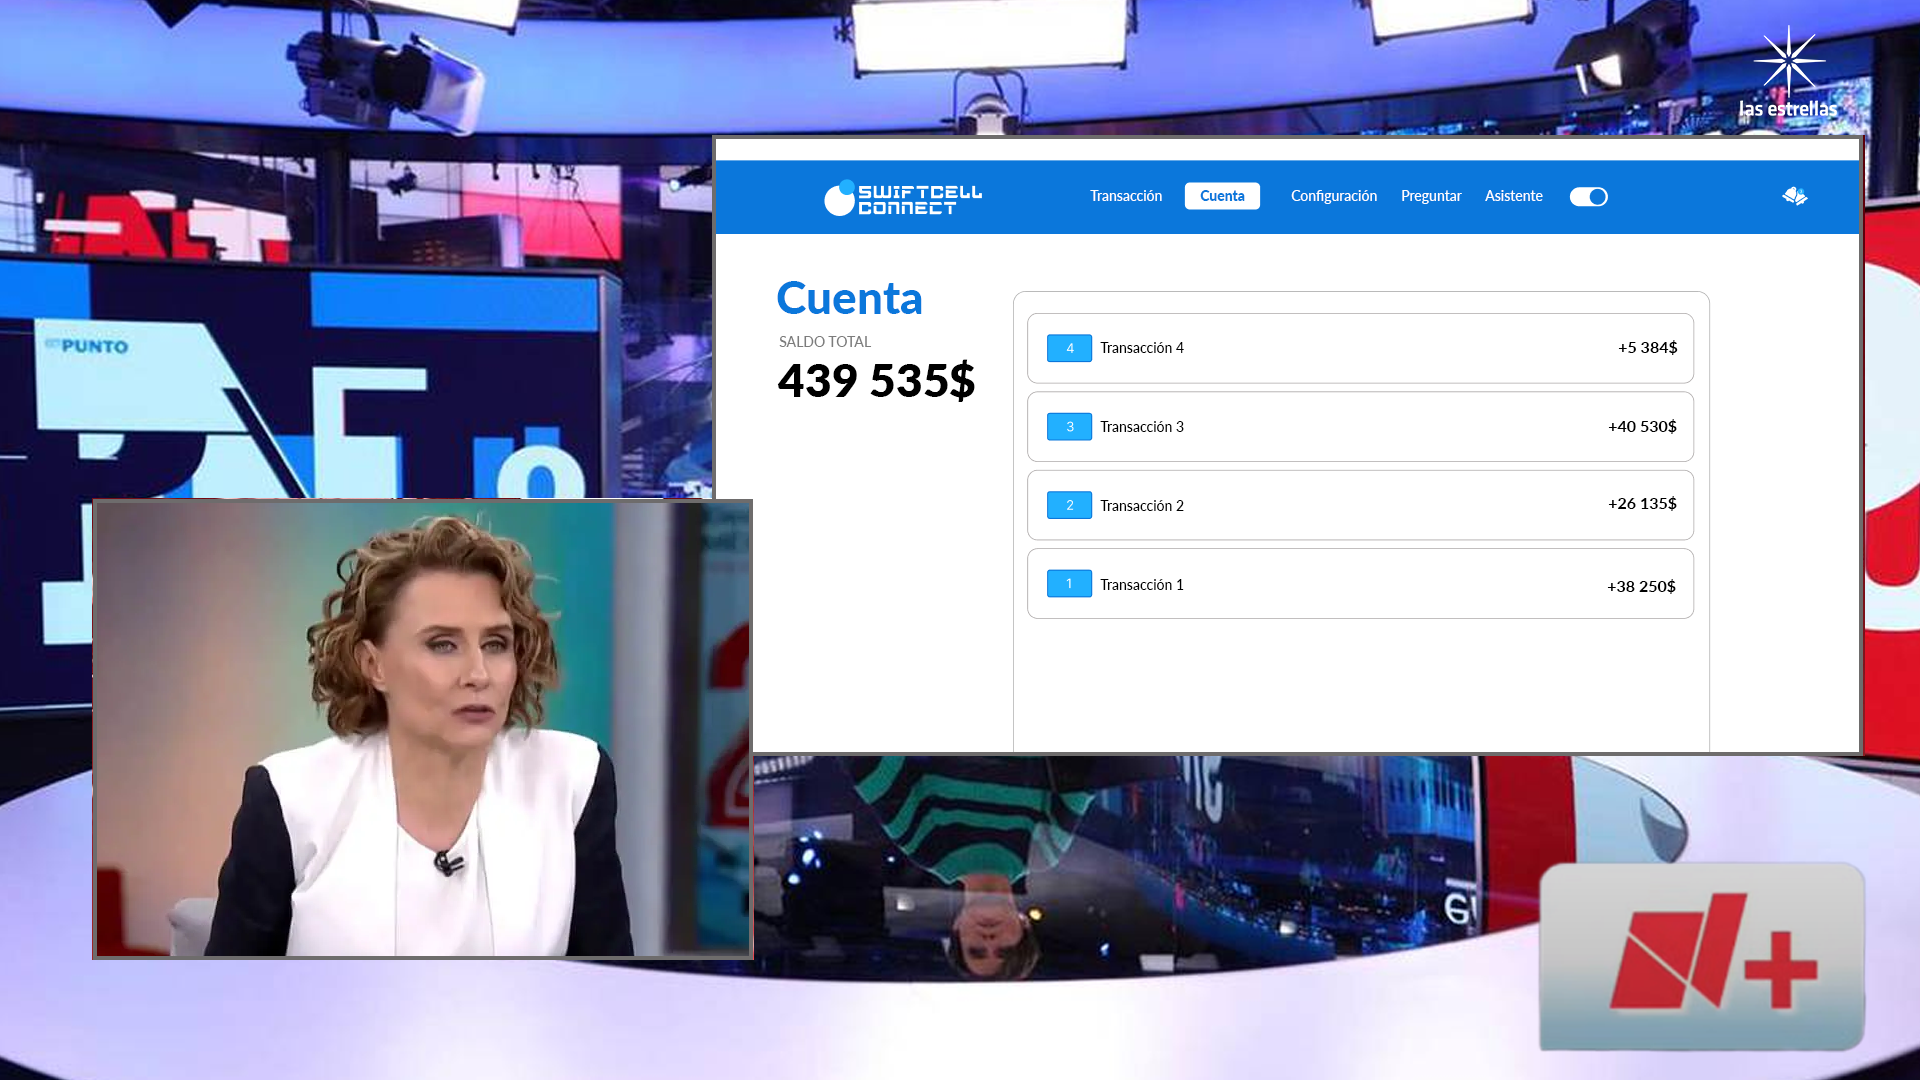 las estrellas
SWIFTCELL
CONNECT
Transacción
Cuenta
Configuración
Preguntar
Asistente
Cuenta
SALDO TOTAL
439 535$
4 Transacción 4 +5 384$
3 Transacción 3 +40 530$
2 Transacción 2 +26 135$
1 Transacción 1 +38 250$
PUNTO
N+